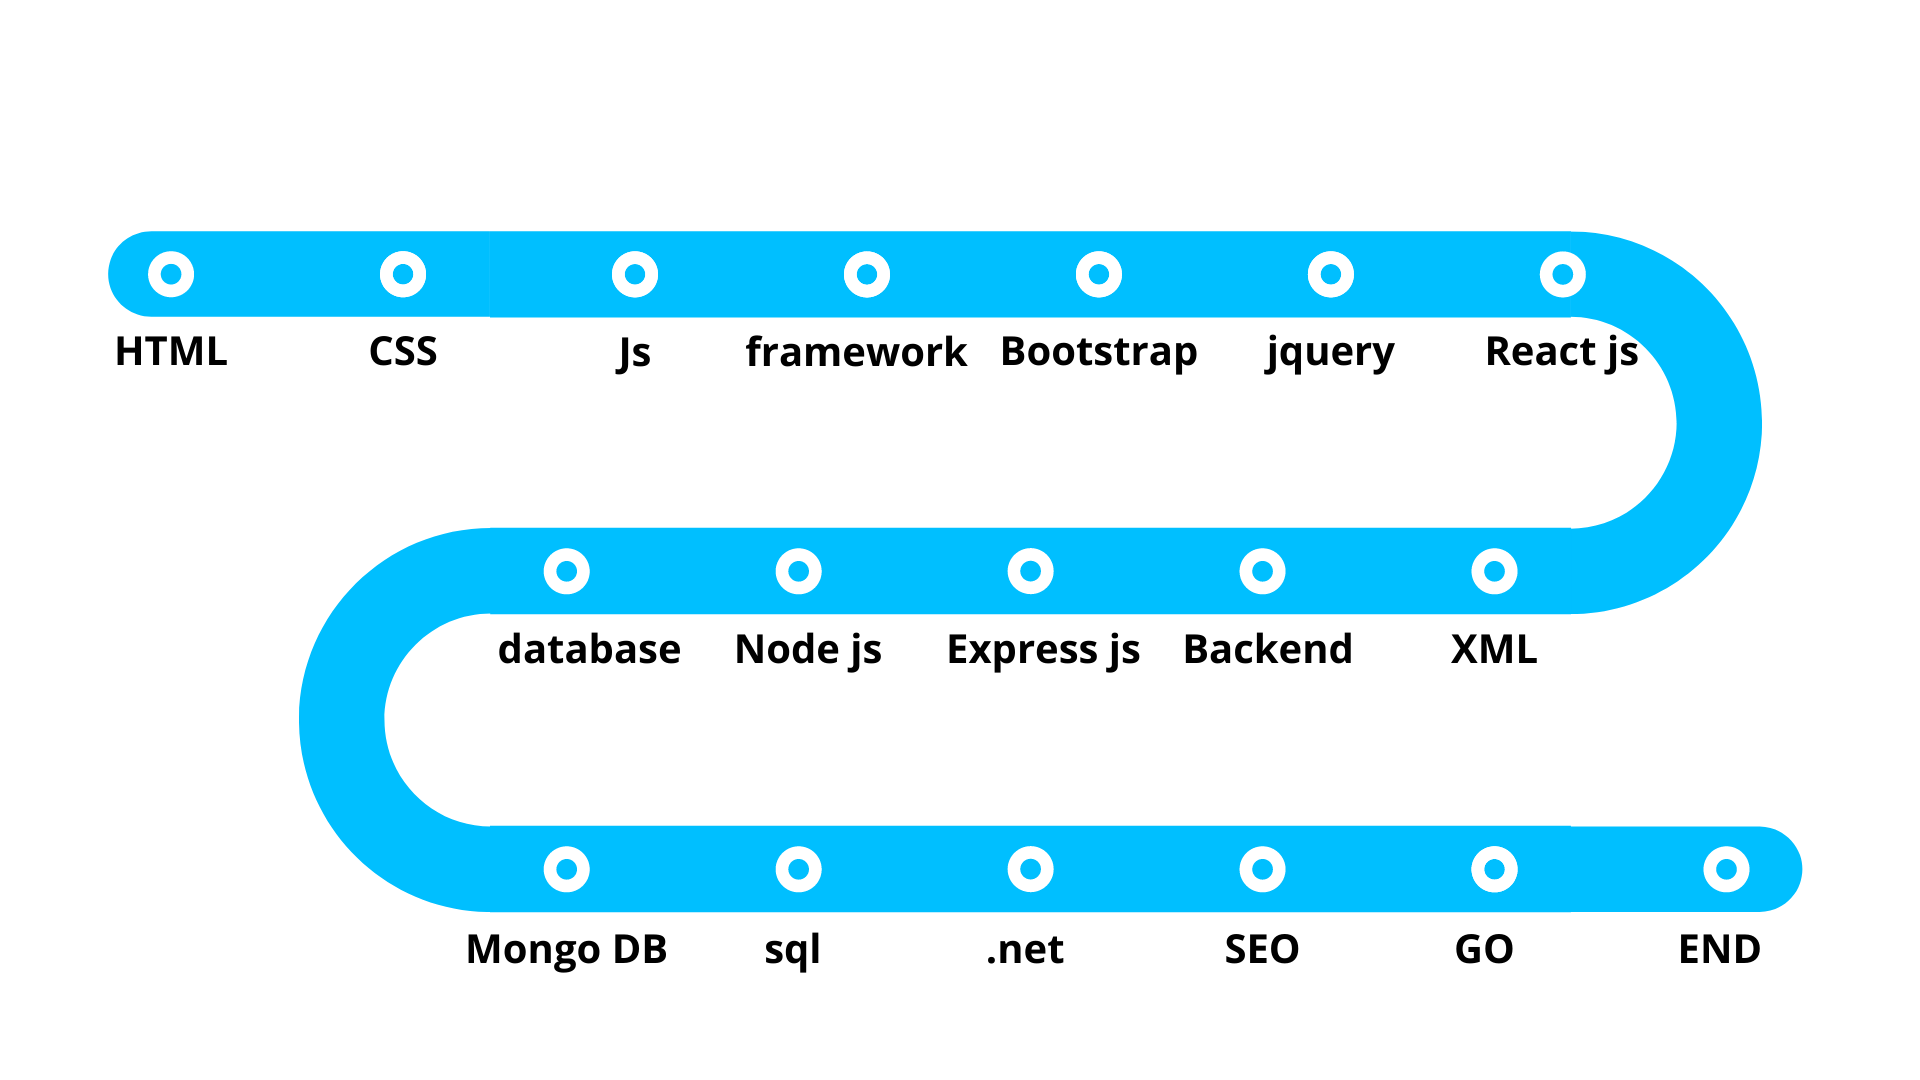 HTML
CSS
Js
framework
Bootstrap
jquery
React js
database
Node js
Express js
Backend
XML
Mongo DB
sql
.net
SEO
GO
END